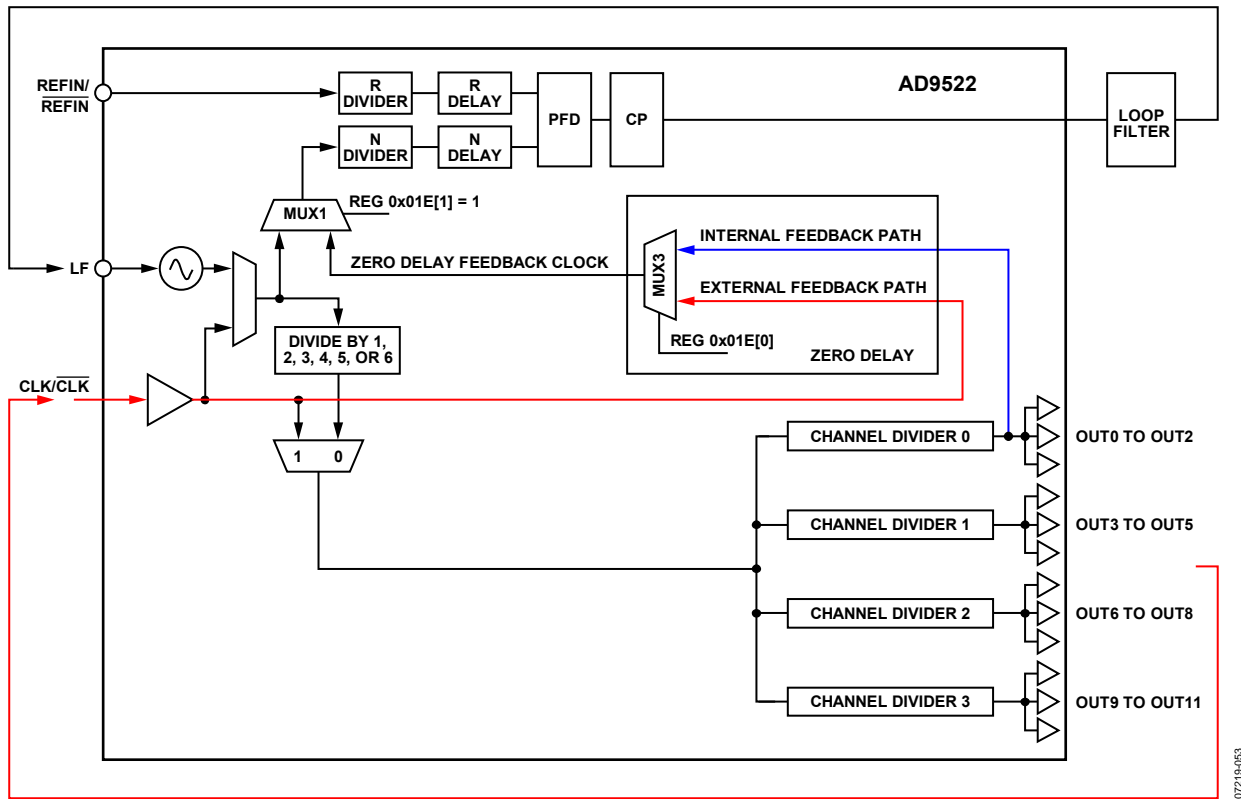 AD9522
REFIN/
REFIN
R
DIVIDER
R
DELAY
PFD
CP
LOOP
FILTER
N
DIVIDER
N
DELAY
REG 0x01E[1] = 1
MUX1
INTERNAL FEEDBACK PATH
LF
ZERO DELAY FEEDBACK CLOCK
MUX3
EXTERNAL FEEDBACK PATH
REG 0x01E[0]
ZERO DELAY
DIVIDE BY 1,
2, 3, 4, 5, OR 6
CLK/CLK
1 0
CHANNEL DIVIDER 0
OUT0 TO OUT2
CHANNEL DIVIDER 1
OUT3 TO OUT5
CHANNEL DIVIDER 2
OUT6 TO OUT8
CHANNEL DIVIDER 3
OUT9 TO OUT11
07219-053